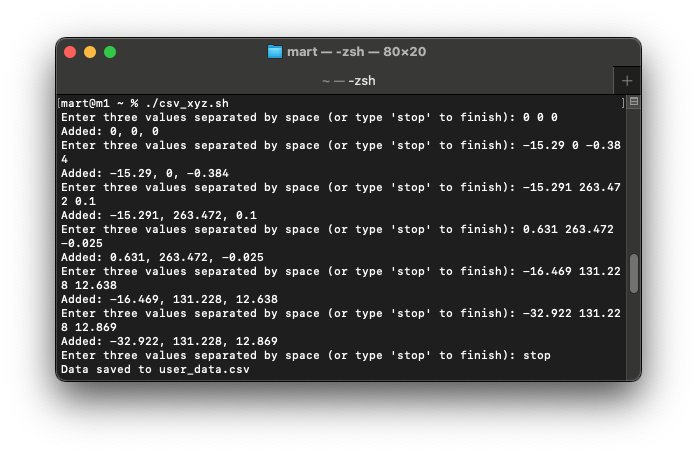 mart — -zsh — 80×20
~ — -zsh
+
[mart@m1 ~ % ./csv_xyz.sh ]
Enter three values separated by space (or type 'stop' to finish): 0 0 0
Added: 0, 0, 0
Enter three values separated by space (or type 'stop' to finish): -15.29 0 -0.38
4
Added: -15.29, 0, -0.384
Enter three values separated by space (or type 'stop' to finish): -15.291 263.47
2 0.1
Added: -15.291, 263.472, 0.1
Enter three values separated by space (or type 'stop' to finish): 0.631 263.472
-0.025
Added: 0.631, 263.472, -0.025
Enter three values separated by space (or type 'stop' to finish): -16.469 131.22
8 12.638
Added: -16.469, 131.228, 12.638
Enter three values separated by space (or type 'stop' to finish): -32.922 131.22
8 12.869
Added: -32.922, 131.228, 12.869
Enter three values separated by space (or type 'stop' to finish): stop
Data saved to user_data.csv